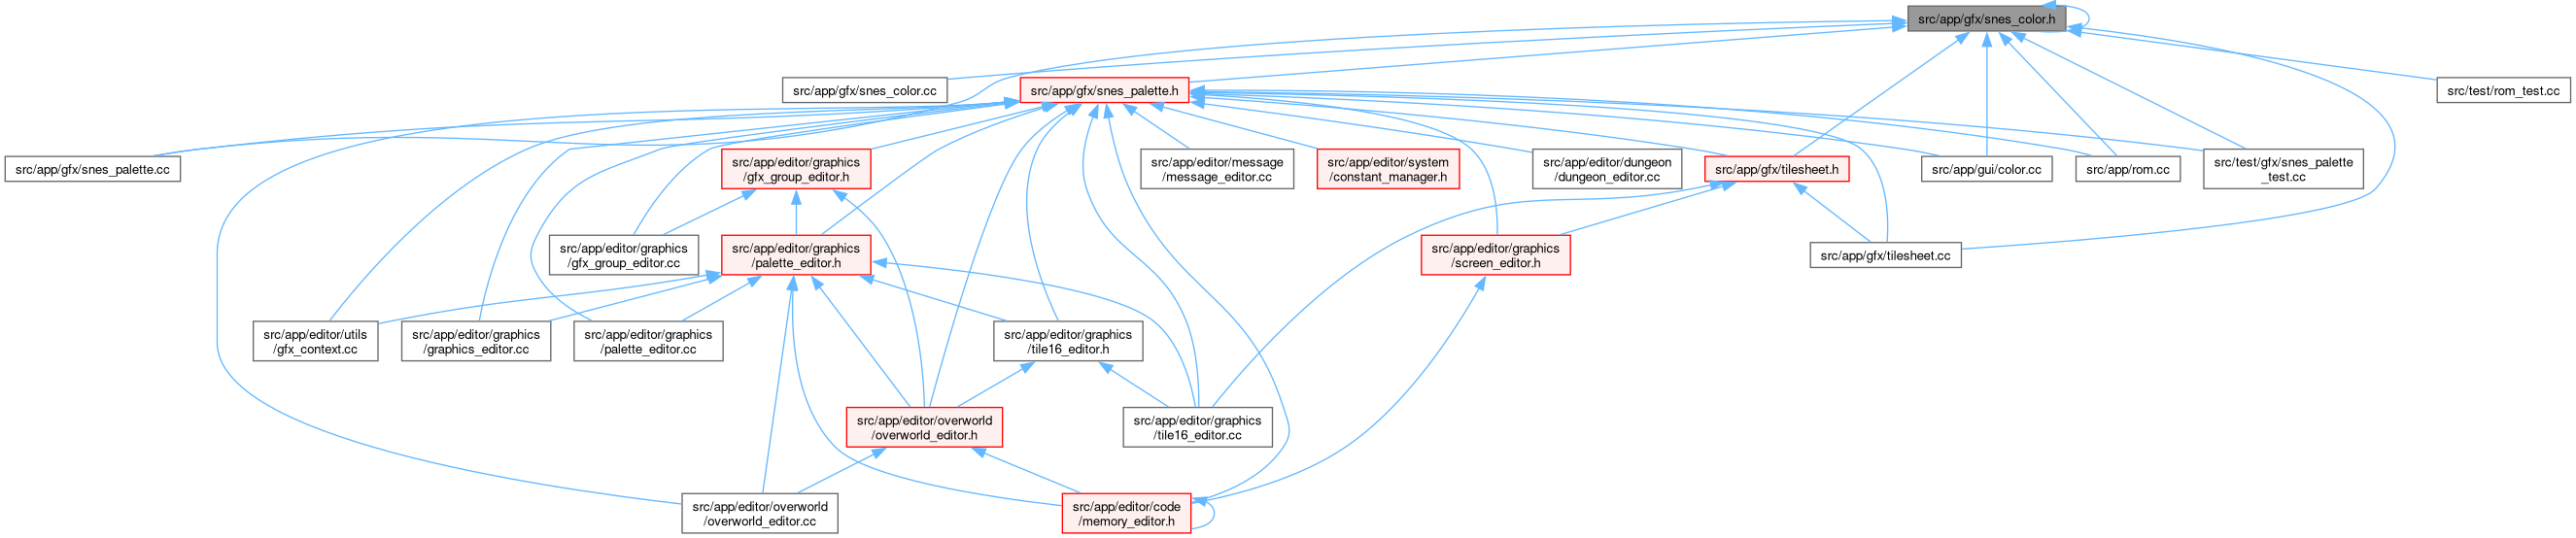 src/app/gfx/snes_color.h
src/app/gfx/snes_color.cc
src/app/gfx/snes_palette.h
src/test/rom_test.cc
src/app/gfx/snes_palette.cc
src/app/editor/graphics
/gfx_group_editor.h
src/app/editor/message
/message_editor.cc
src/app/editor/system
/constant_manager.h
src/app/editor/dungeon
/dungeon_editor.cc
src/app/gfx/tilesheet.h
src/app/gui/color.cc
src/app/rom.cc
src/test/gfx/snes_palette
_test.cc
src/app/editor/graphics
/gfx_group_editor.cc
src/app/editor/graphics
/palette_editor.h
src/app/editor/graphics
/screen_editor.h
src/app/gfx/tilesheet.cc
src/app/editor/utils
/gfx_context.cc
src/app/editor/graphics
/graphics_editor.cc
src/app/editor/graphics
/palette_editor.cc
src/app/editor/graphics
/tile16_editor.h
src/app/editor/overworld
/overworld_editor.h
src/app/editor/graphics
/tile16_editor.cc
src/app/editor/overworld
/overworld_editor.cc
src/app/editor/code
/memory_editor.h